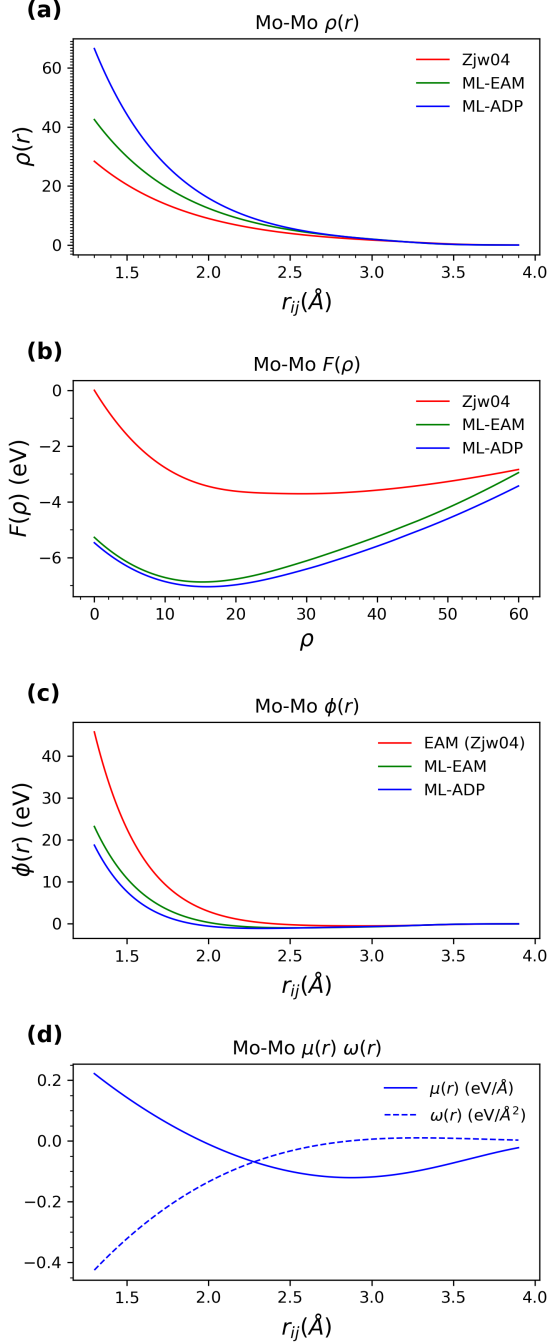 (a)
Mo-Mo ρ(r)
Zjw04
ML-EAM
ML-ADP
60
40
20
0
ρ(r)
1.5 2.0 2.5 3.0 3.5 4.0
r_ij(Å)
(b)
Mo-Mo F(ρ)
Zjw04
ML-EAM
ML-ADP
0
−2
−4
−6
F(ρ) (eV)
0 10 20 30 40 50 60
ρ
(c)
Mo-Mo ϕ(r)
EAM (Zjw04)
ML-EAM
ML-ADP
40
30
20
10
0
ϕ(r) (eV)
1.5 2.0 2.5 3.0 3.5 4.0
r_ij(Å)
(d)
Mo-Mo μ(r) ω(r)
μ(r) (eV/Å)
ω(r) (eV/Å²)
0.2
0.0
−0.2
−0.4
1.5 2.0 2.5 3.0 3.5 4.0
r_ij(Å)